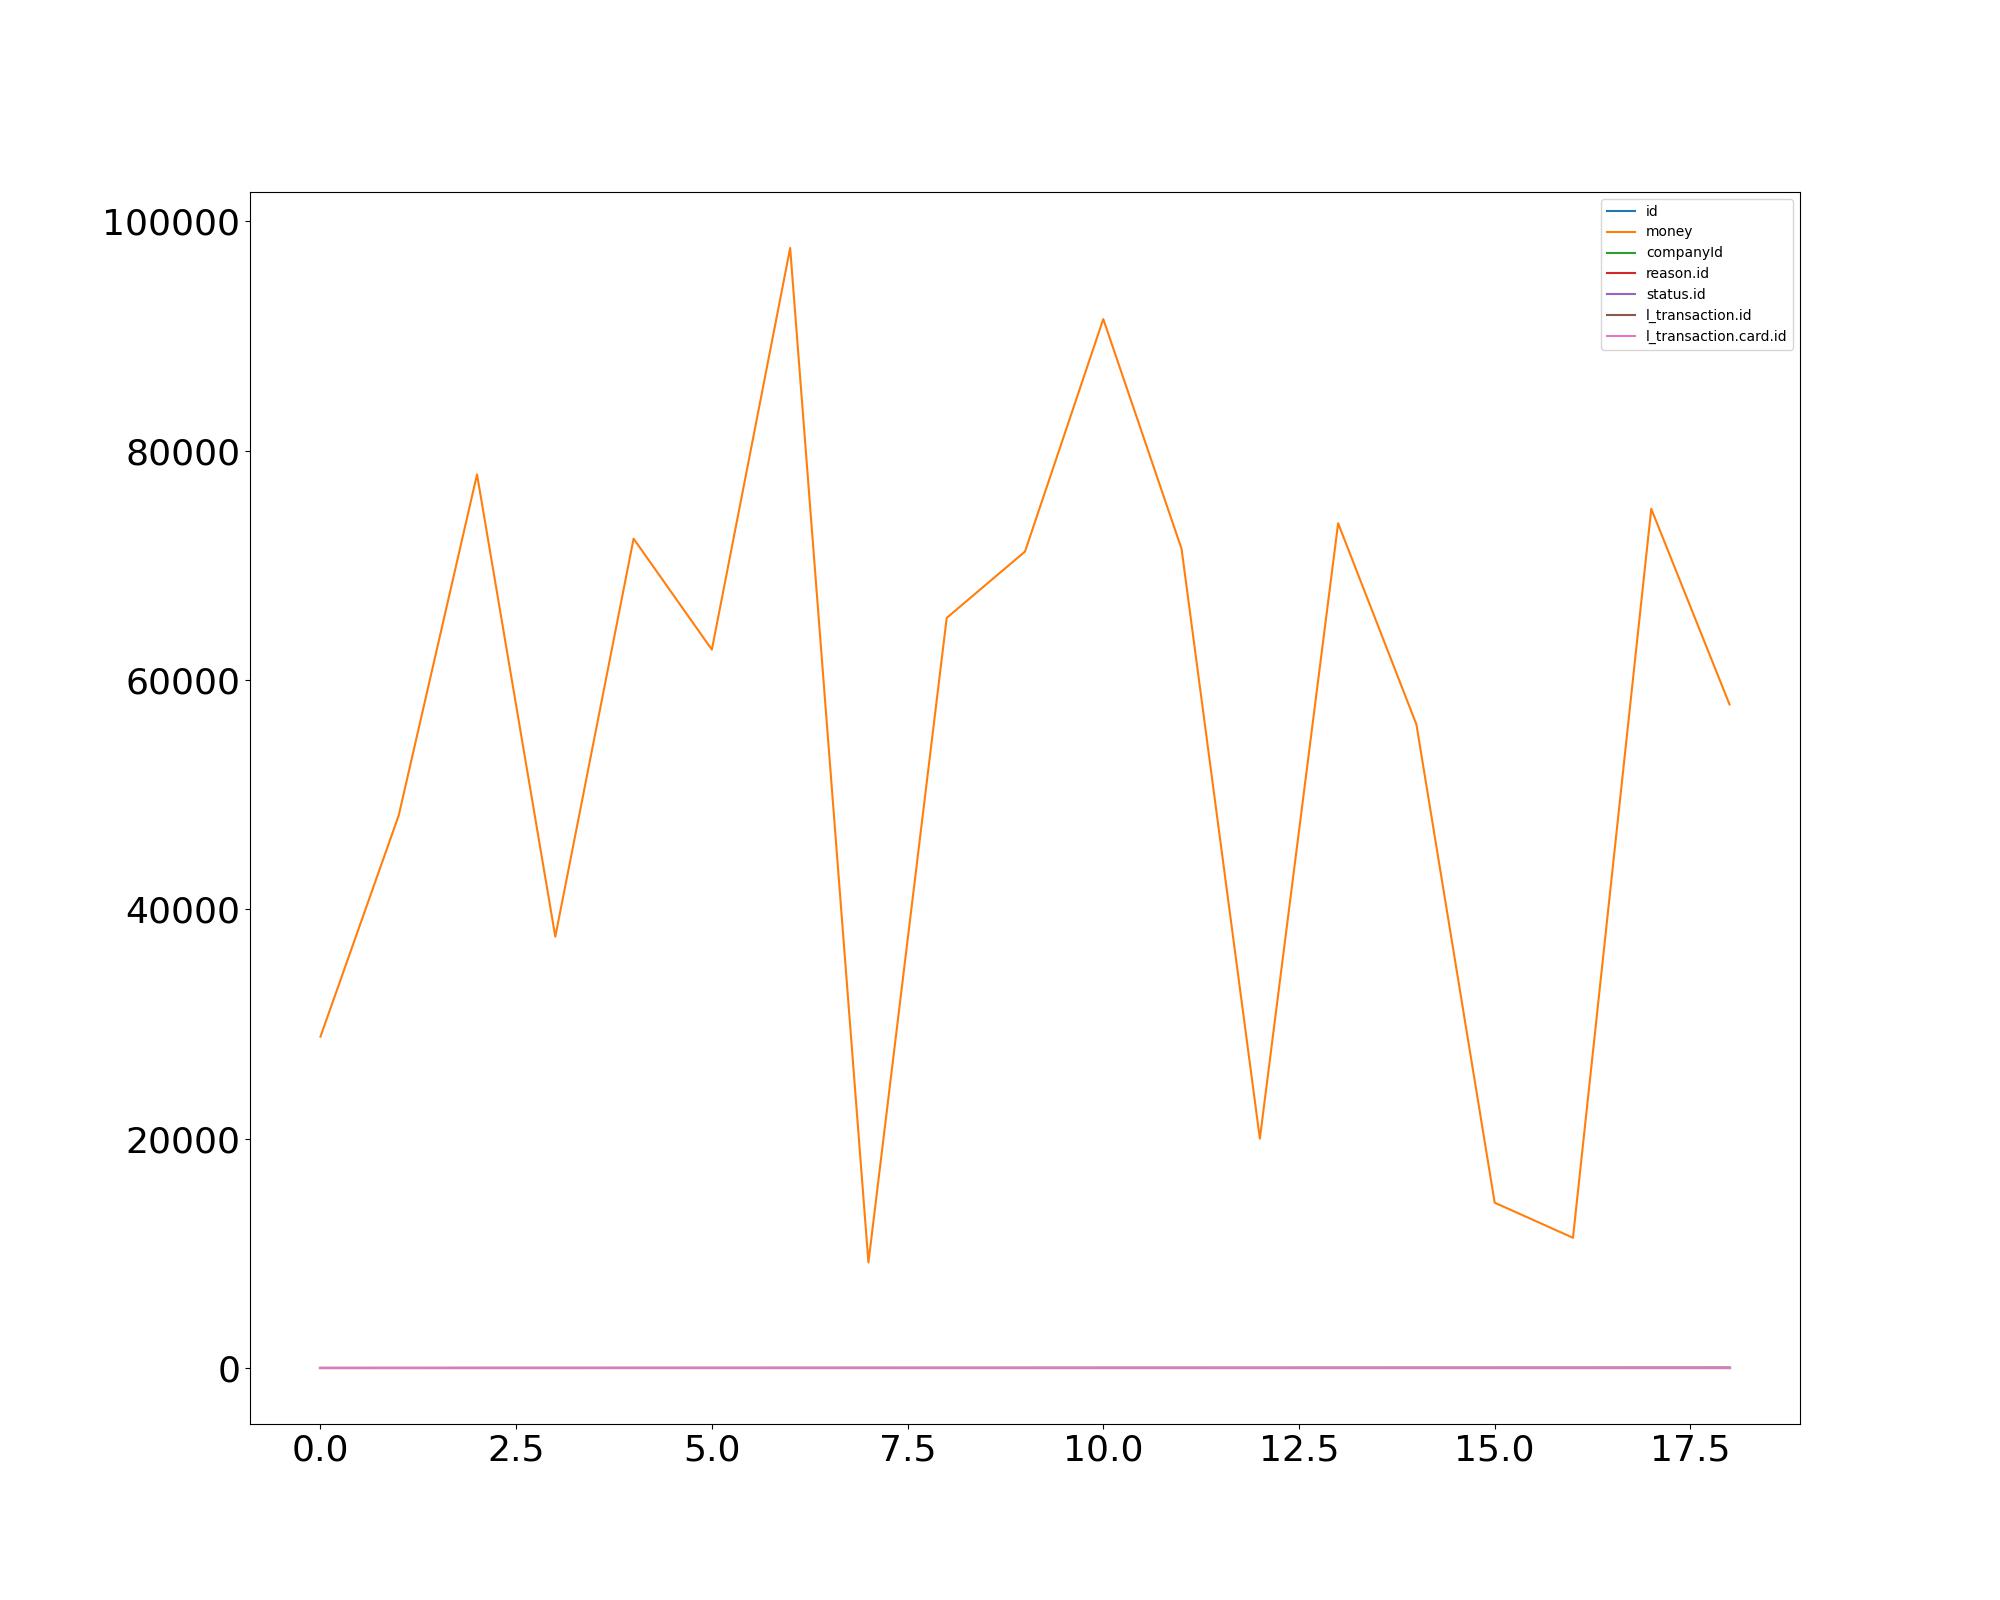 100000
80000
60000
40000
20000
0
0.0 2.5 5.0 7.5 10.0 12.5 15.0 17.5
id
money
companyId
reason.id
status.id
l_transaction.id
l_transaction.card.id